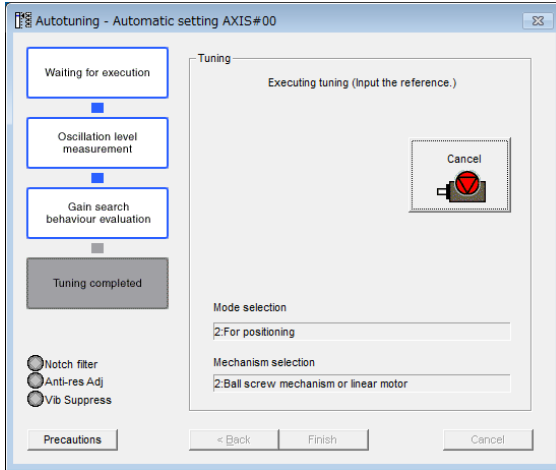 Autotuning - Automatic setting AXIS#00
Waiting for execution
Oscillation level
measurement
Gain search
behaviour evaluation
Tuning completed
Notch filter
Anti-res Adj
Vib Suppress
Precautions
Tuning
Executing tuning (Input the reference.)
Cancel
Mode selection
2:For positioning
Mechanism selection
2:Ball screw mechanism or linear motor
< Back
Finish
Cancel